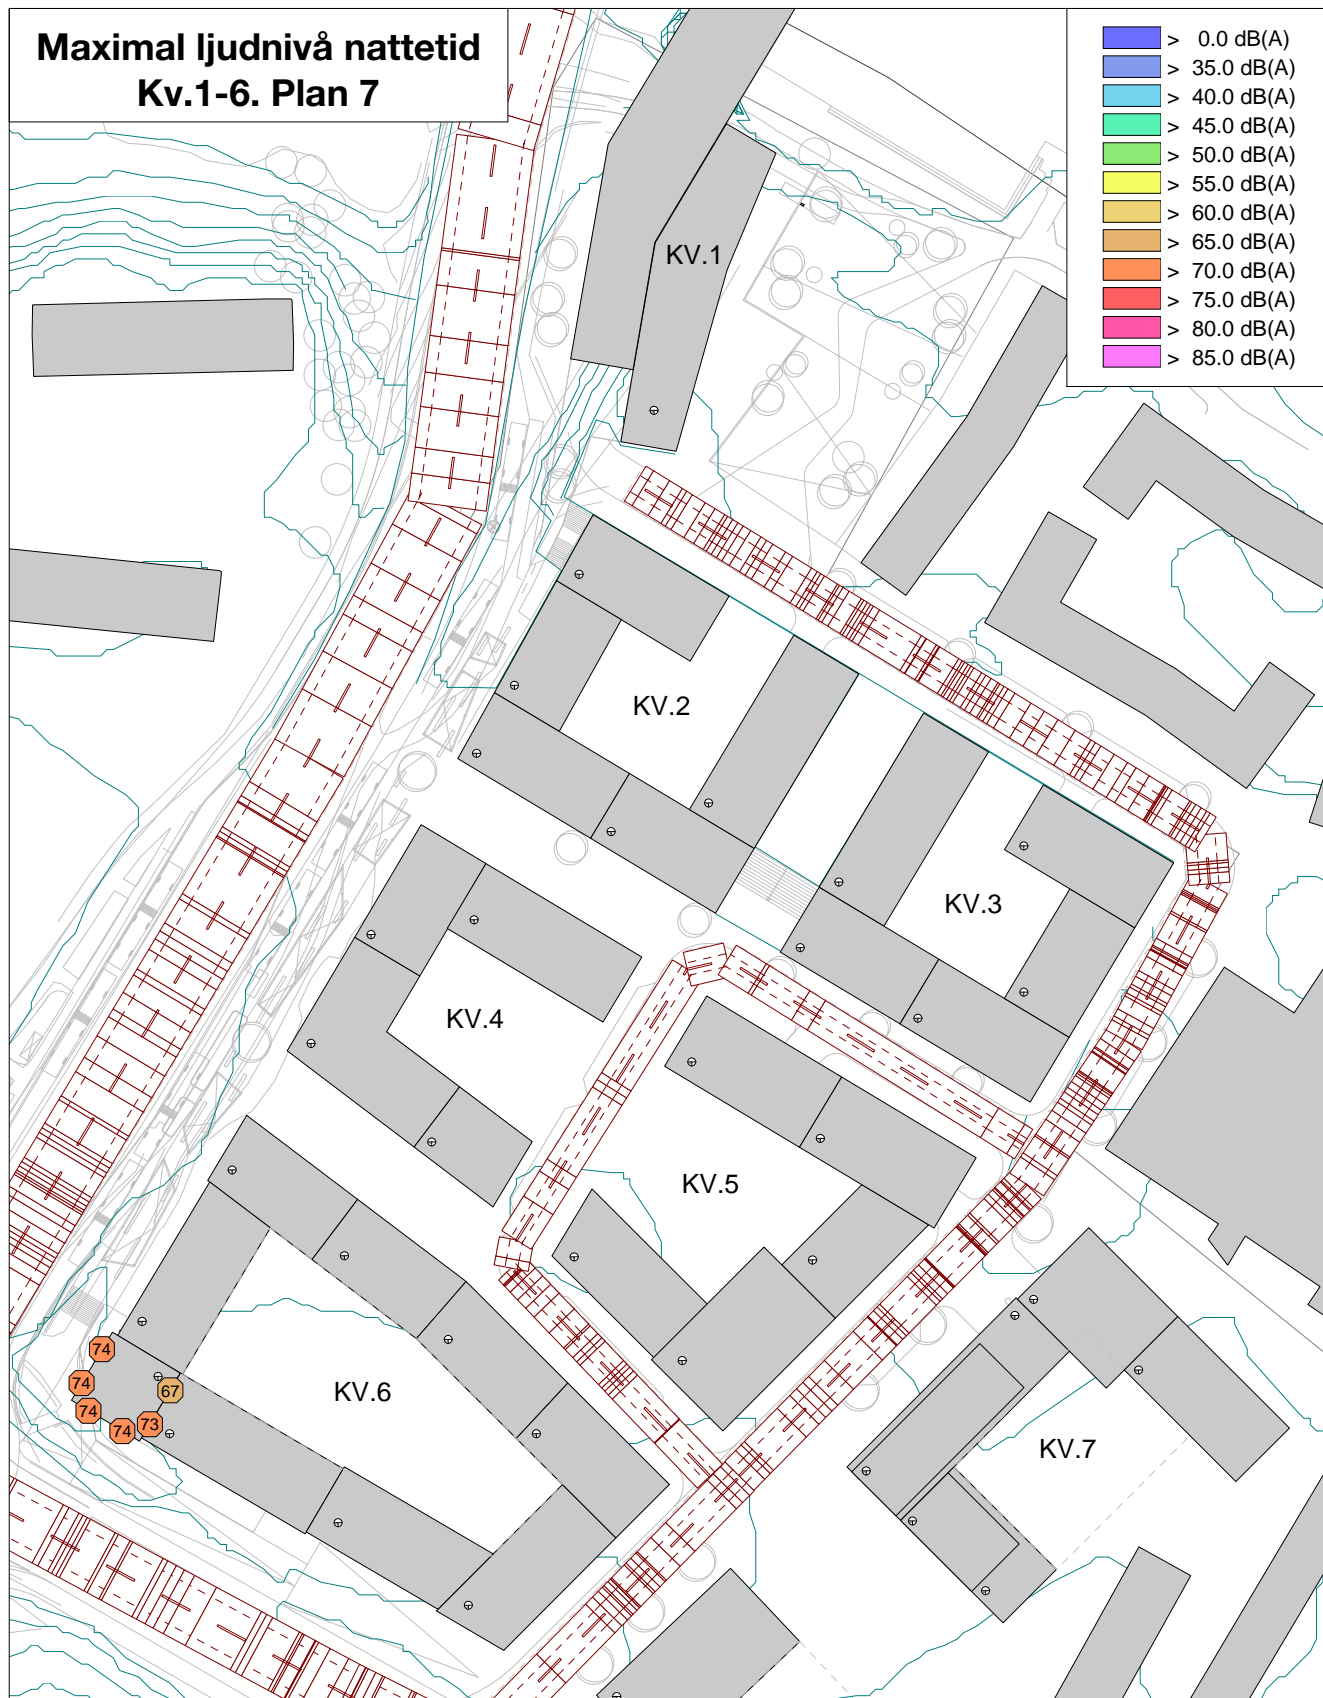 Maximal ljudnivå nattetid
Kv.1-6. Plan 7
> 0.0 dB(A)
> 35.0 dB(A)
> 40.0 dB(A)
> 45.0 dB(A)
> 50.0 dB(A)
> 55.0 dB(A)
> 60.0 dB(A)
> 65.0 dB(A)
> 70.0 dB(A)
> 75.0 dB(A)
> 80.0 dB(A)
> 85.0 dB(A)
KV.1
KV.2
KV.3
KV.4
KV.5
KV.6
KV.7
74
74
67
74
73
74